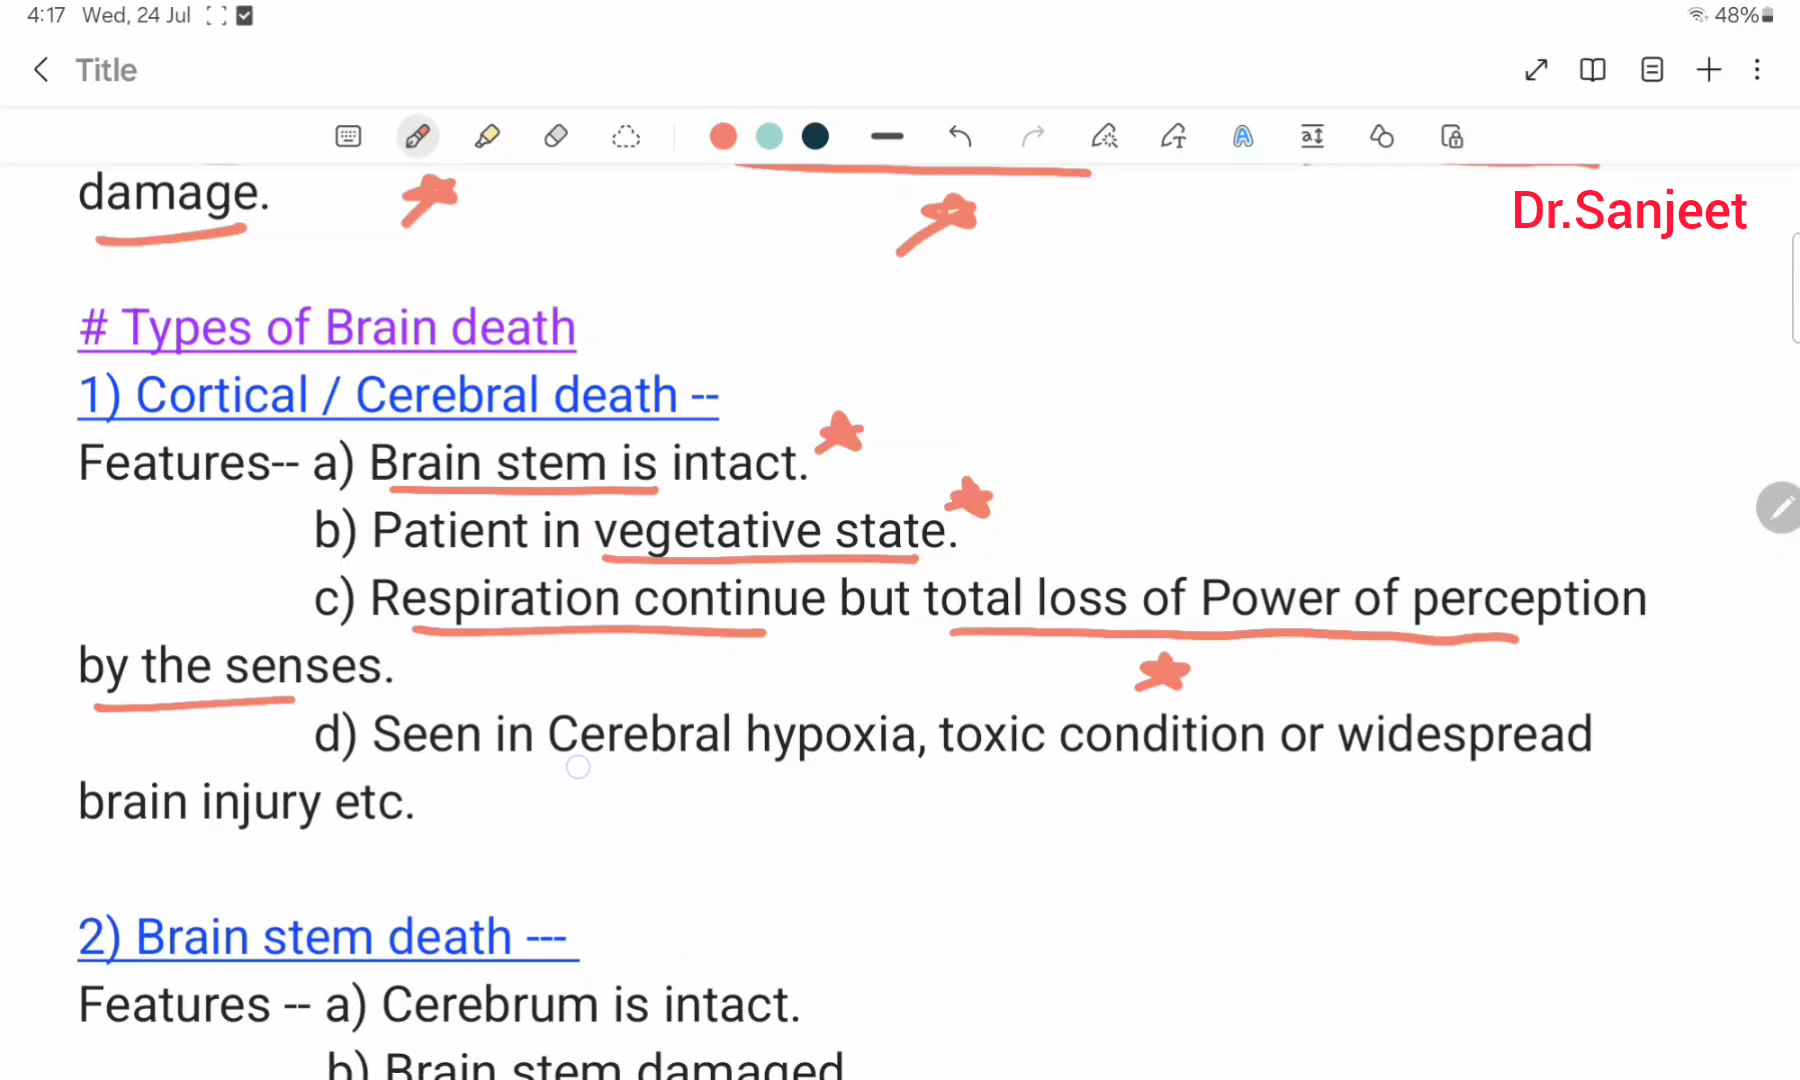 4:17 Wed, 24 Jul 48%
Title
damage.
Dr.Sanjeet
# Types of Brain death
1) Cortical / Cerebral death --
Features-- a) Brain stem is intact.
b) Patient in vegetative state.
c) Respiration continue but total loss of Power of perception
by the senses.
d) Seen in Cerebral hypoxia, toxic condition or widespread
brain injury etc.
2) Brain stem death ---
Features -- a) Cerebrum is intact.
b) Brain stem damaged